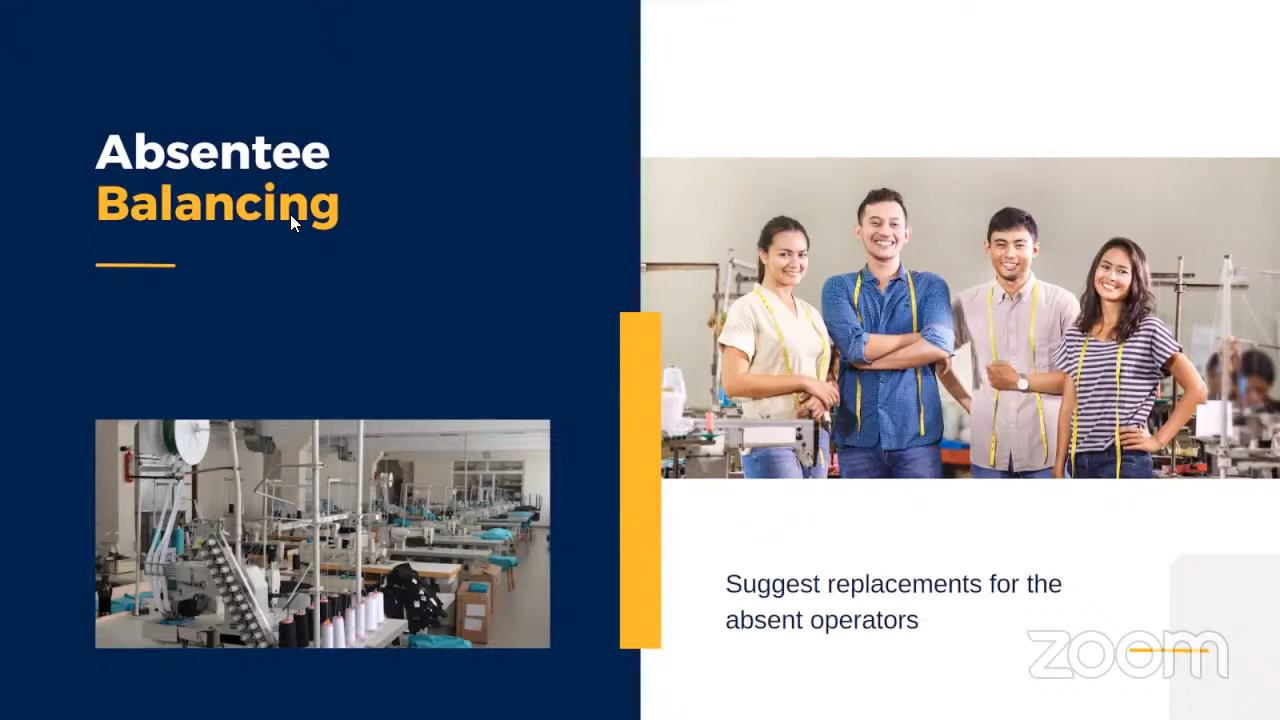 Absentee
Balancing
Suggest replacements for the
absent operators
zoom